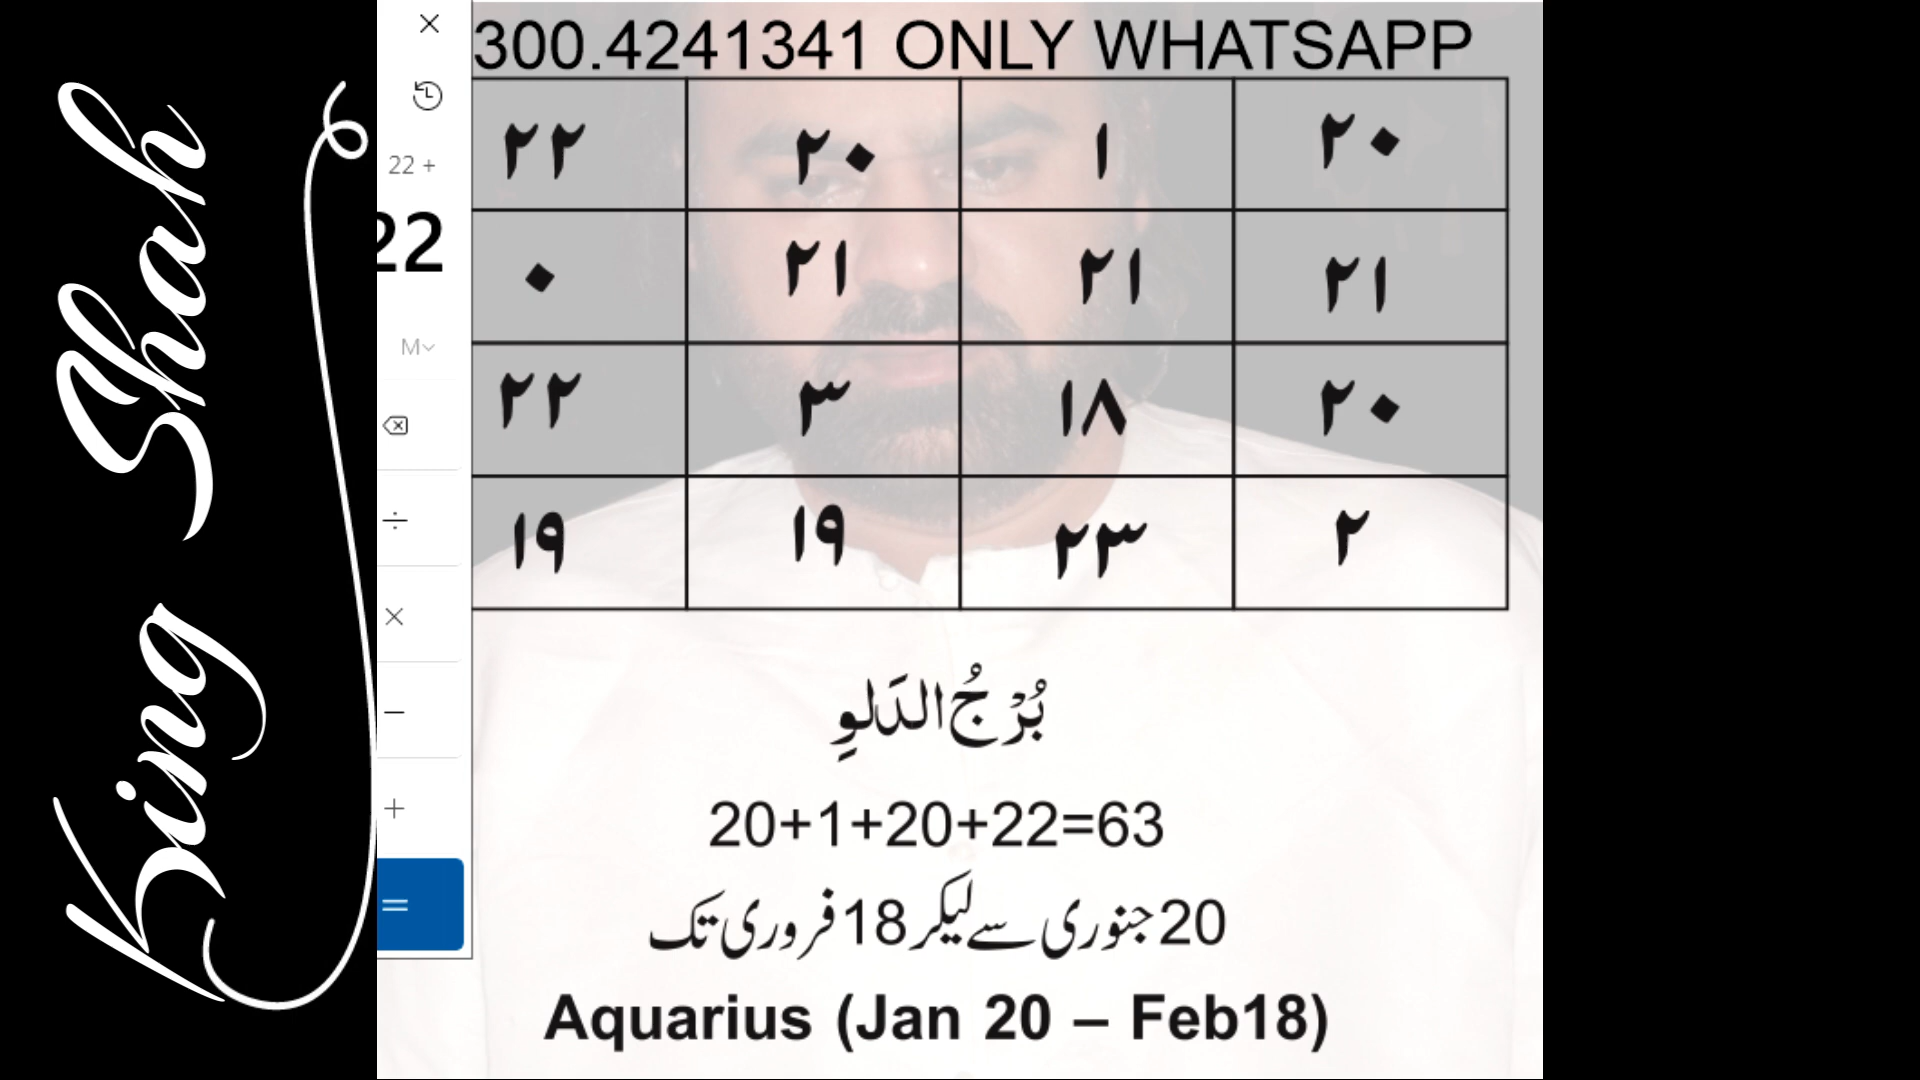 King Shah
300.4241341 ONLY WHATSAPP
22 +
22
M
÷
×
−
+
=
۲۲ ۲۰ ۱ ۲۰
۰ ۲۱ ۲۱ ۲۱
۲۲ ۳ ۱۸ ۲۰
۱۹ ۱۹ ۲۳ ۲
بُرْجُ الدَلوِ
20+1+20+22=63
20 جنوری سے لیکر 18 فروری تک
Aquarius (Jan 20 – Feb18)